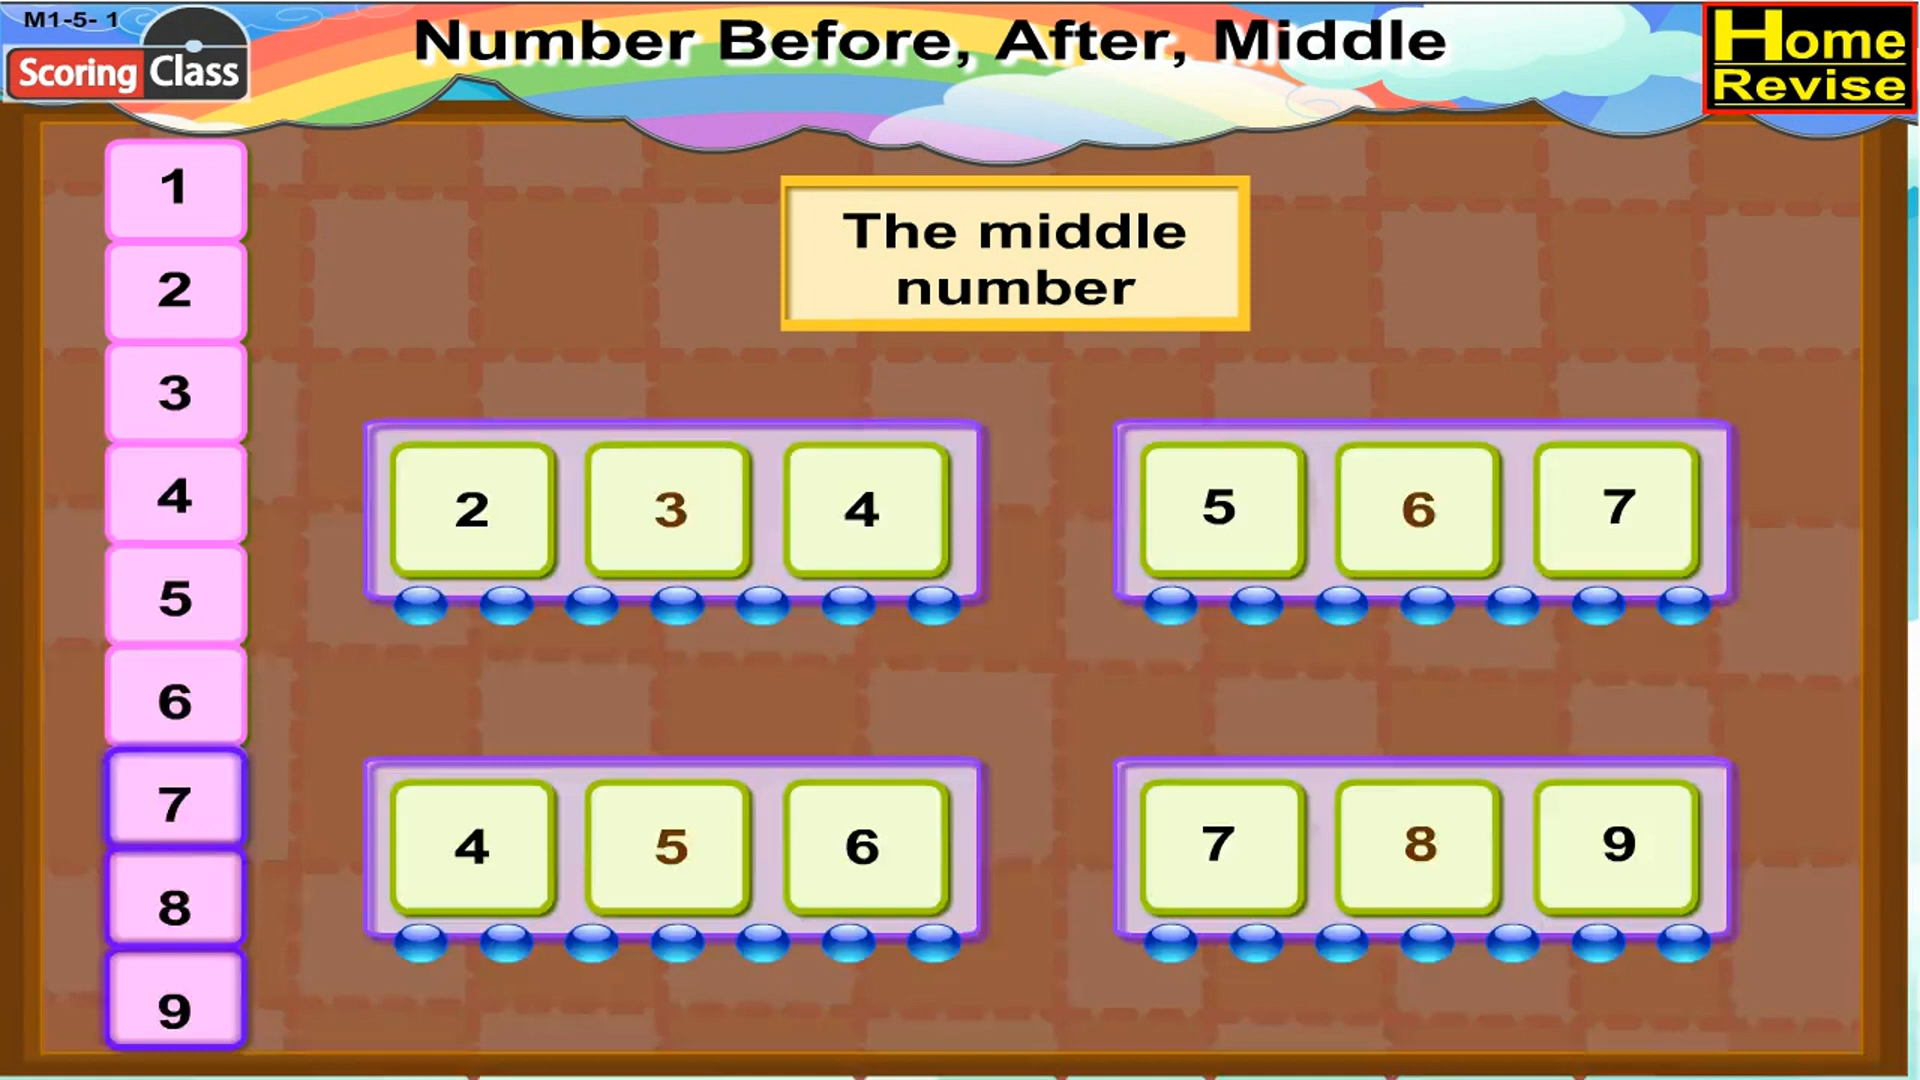 M1-5- 1
Scoring Class
Number Before, After, Middle
Home
Revise
The middle
number
1
2
3
4
5
6
7
8
9
2 3 4
5 6 7
4 5 6
7 8 9